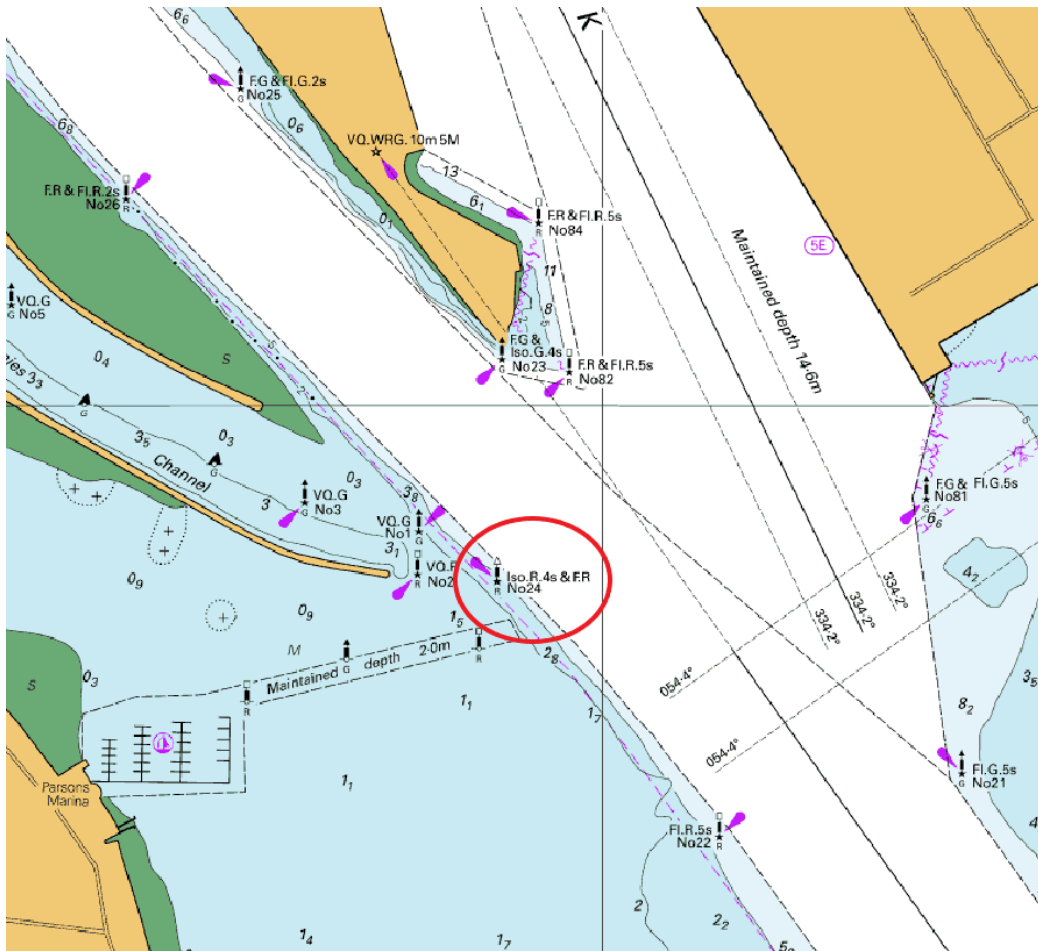 6₆
K
F.G & Fl.G.2s
No25
6₈
0₆
VQ.WRG.10m5M
13
6₁
F.R & Fl.R.2s
No26
0₁
F.R & Fl.R.5s
No84
Maintained depth 14·6m
5E
VQ.G
No5
G
11
8
5
S
0₄
F.G &
Iso.G.4s
No23
F.R & Fl.R.5s
No82
3₃
G
3₅
0₃
Channel
G
0₃
3₈
VQ.G
No3
G
3
VQ.G
No1
G
F.G & Fl.G.5s
No81
6₆
3₁
No2
R
Iso.R.4s & F.R
No24
R
4₂
0₉
0₉
1₅
334·2°
334·2°
334·2°
M
Maintained depth 2·0m
G
R
R
2₈
054·4°
S
0₃
1₁
1₇
8₂
3₅
054·4°
1₁
Fl.G.5s
No21
G
Parsons
Marina
Fl.R.5s
No22
R
4
2
2₂
1₄
1₇